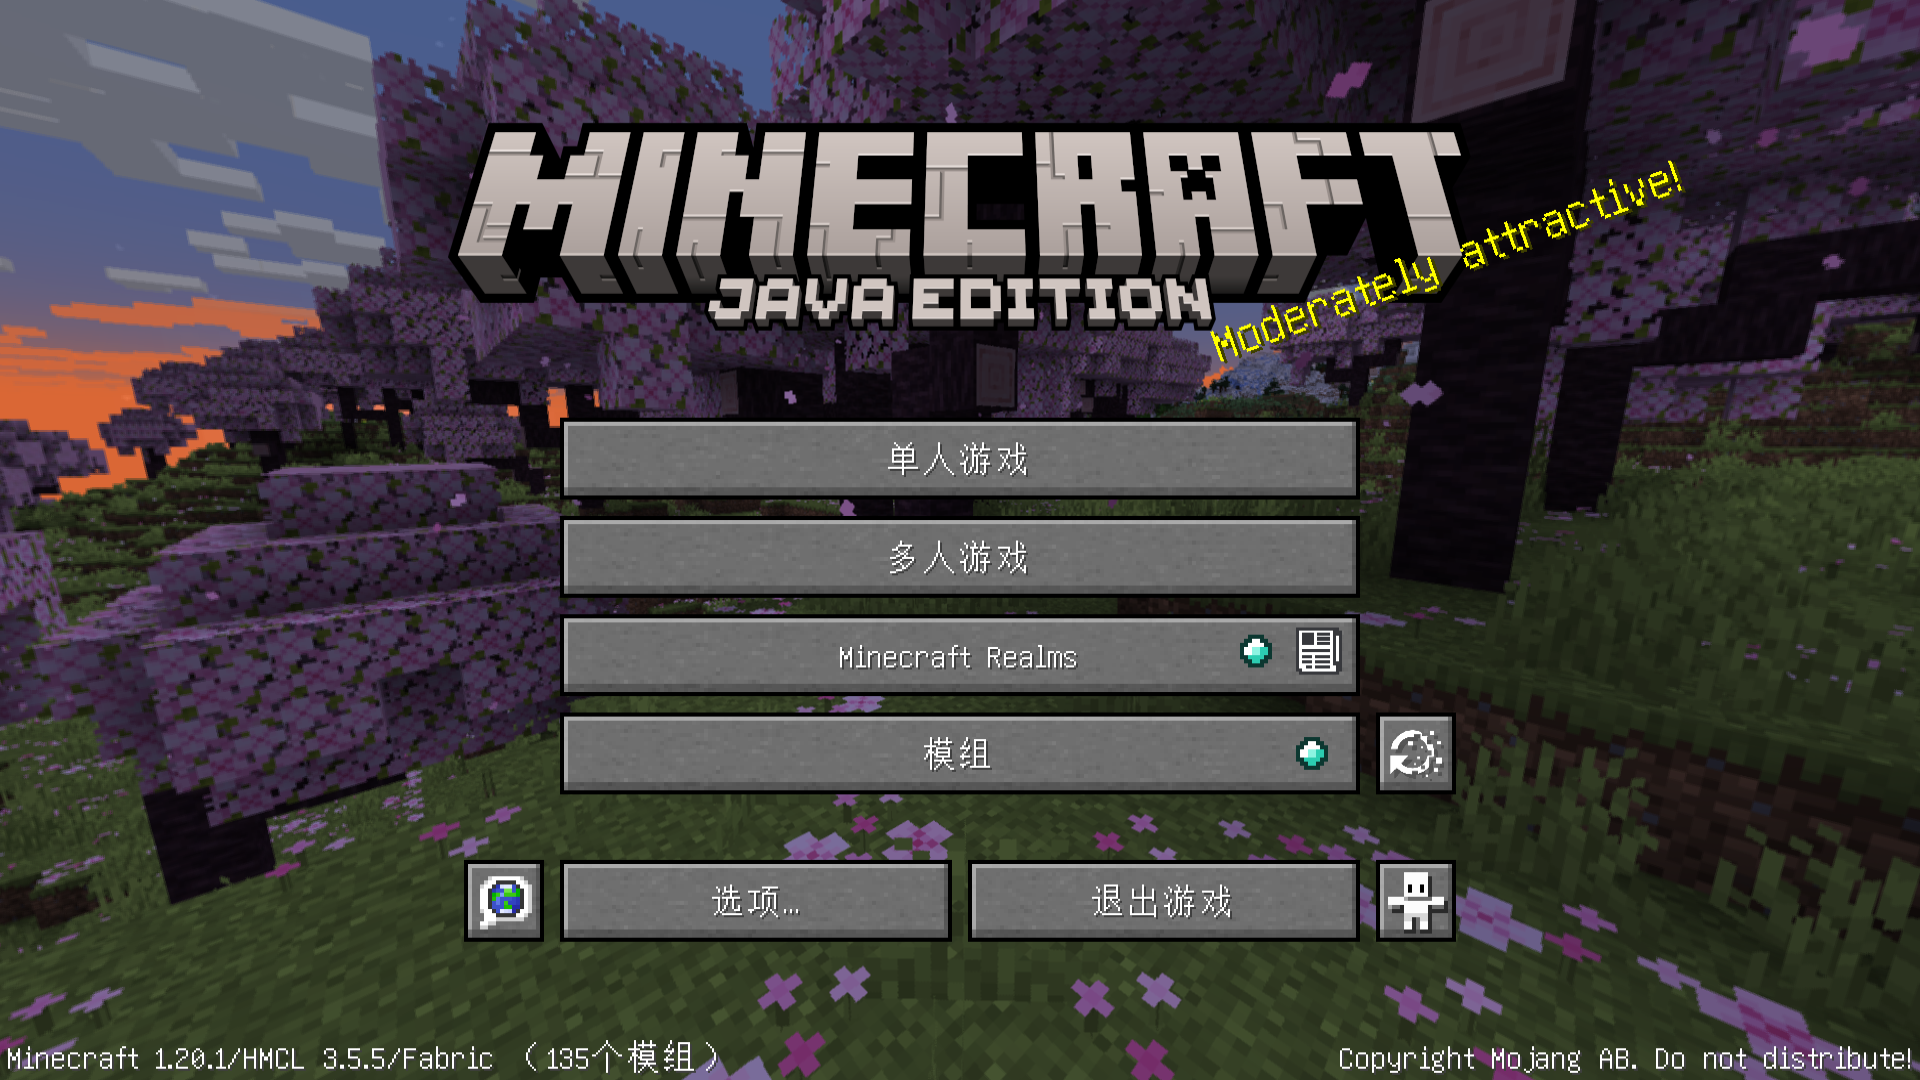 MINECRAFT
JAVA EDITION
Moderately attractive!
单人游戏
多人游戏
Minecraft Realms
模组
选项…
退出游戏
Minecraft 1.20.1/HMCL 3.5.5/Fabric （135个模组）
Copyright Mojang AB. Do not distribute!